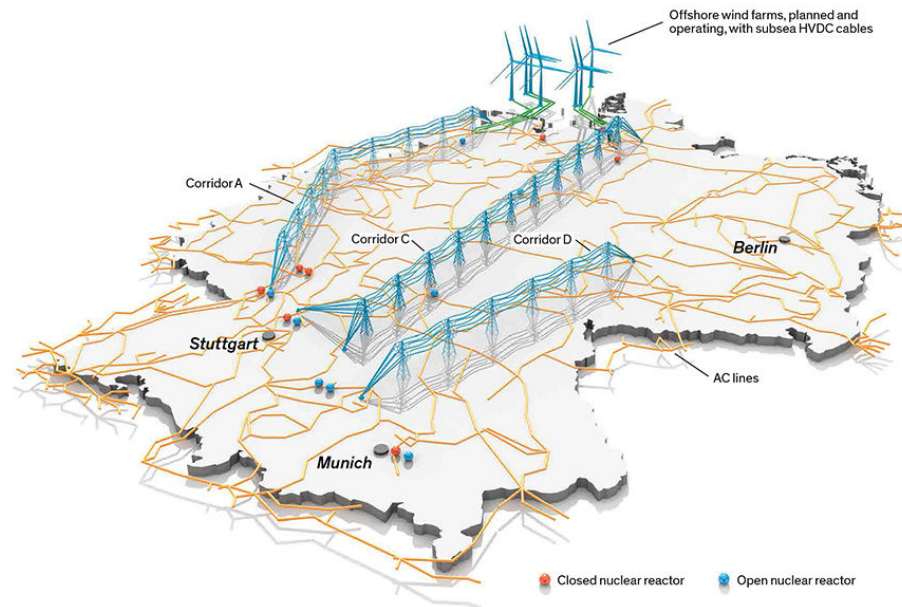 Offshore wind farms, planned and
operating, with subsea HVDC cables
Corridor A
Corridor C
Corridor D
Berlin
Stuttgart
AC lines
Munich
Closed nuclear reactor
Open nuclear reactor